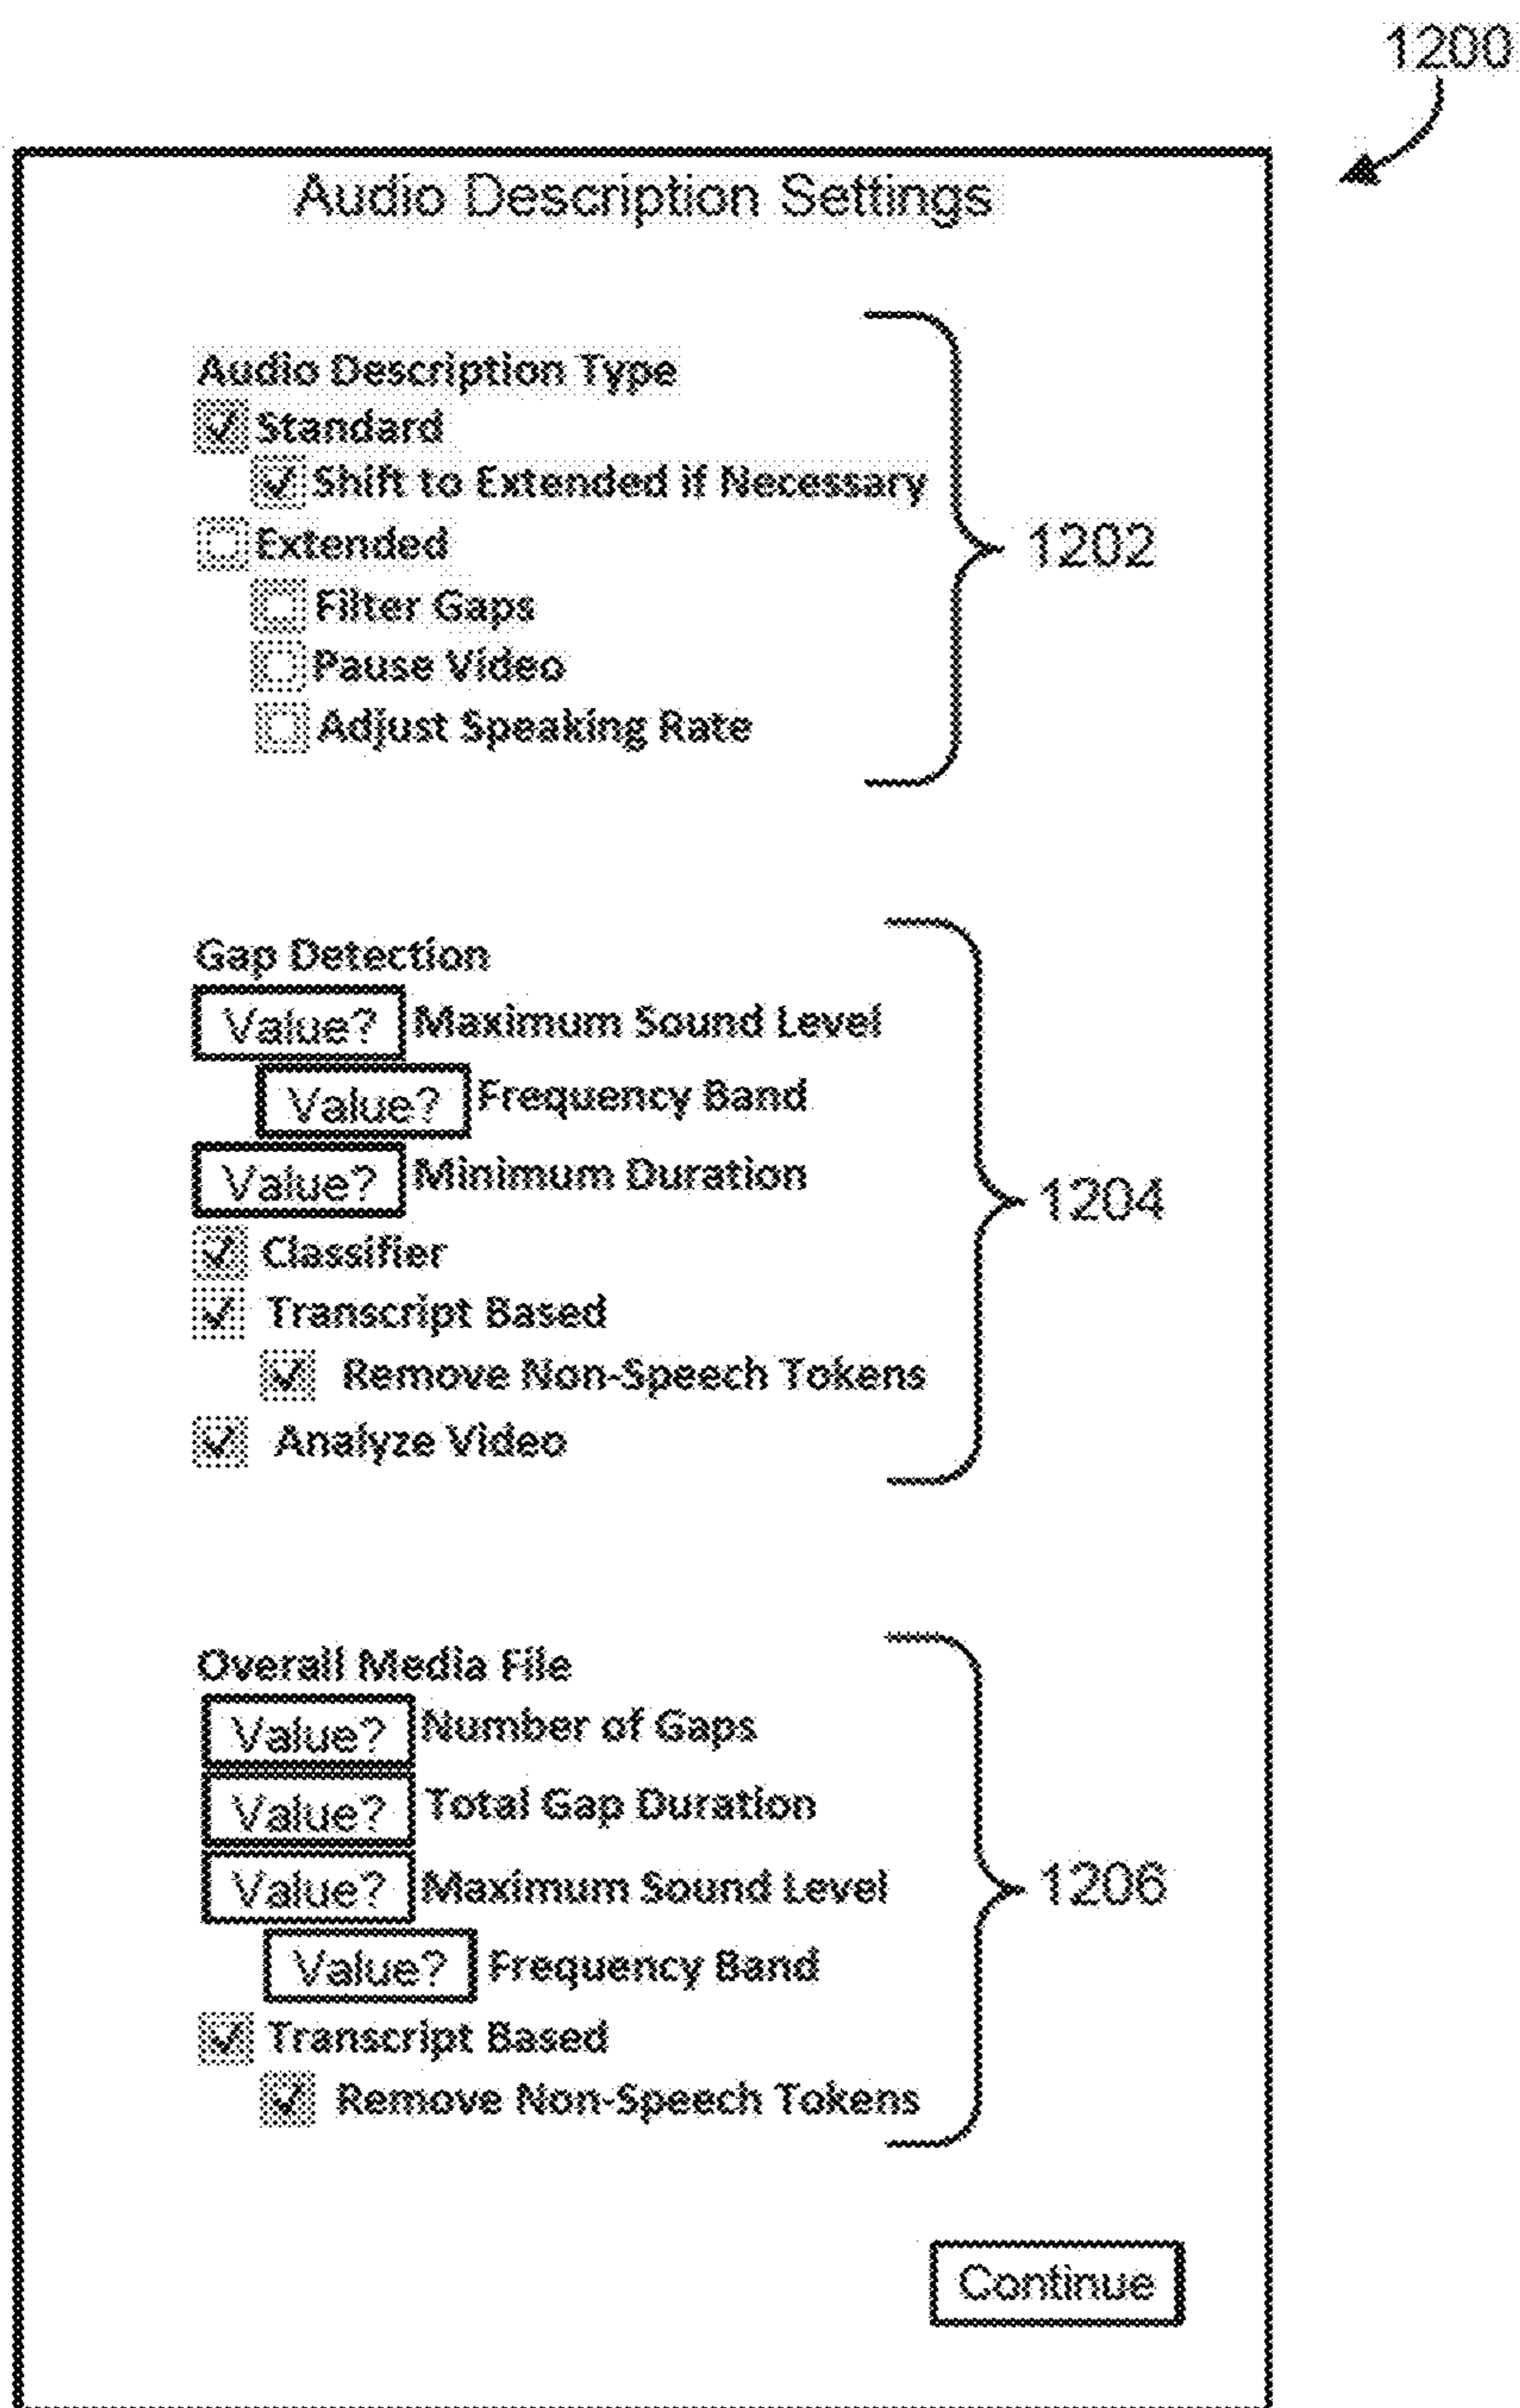 1200
Audio Description Settings
Audio Description Type
Standard
Shift to Extended if Necessary
Extended
1202
Filter Gaps
Pause Video
Adjust Speaking Rate
Gap Detection
Value? Maximum Sound Level
Value? Frequency Band
Value? Minimum Duration
1204
Classifier
Transcript Based
Remove Non-Speech Tokens
Analyze Video
Overall Media File
Value? Number of Gaps
Value? Total Gap Duration
Value? Maximum Sound Level
1206
Value? Frequency Band
Transcript Based
Remove Non-Speech Tokens
Continue